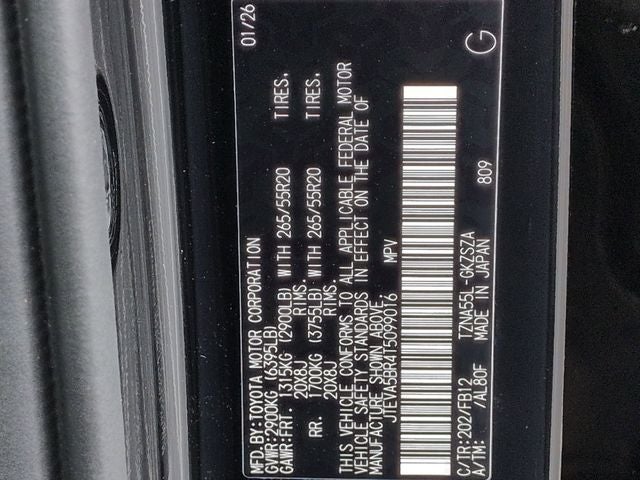 MFD.BY:TOYOTA MOTOR CORPORATION 01/26
GVWR:2900KG (6395LB)
GAWR:FRT. 1315KG (2900LB) WITH 265/55R20 TIRES.
20X8J RIMS.
RR. 1700KG (3755LB) WITH 265/55R20 TIRES.
20X8J RIMS.
THIS VEHICLE CONFORMS TO ALL APPLICABLE FEDERAL MOTOR
VEHICLE SAFETY STANDARDS IN EFFECT ON THE DATE OF
MANUFACTURE SHOWN ABOVE.
JTEVA5BR4T5099016 MPV
C/TR:202/FB12 TZNA55L-GKZSZA 809 G
A/TM: /AL80F MADE IN JAPAN